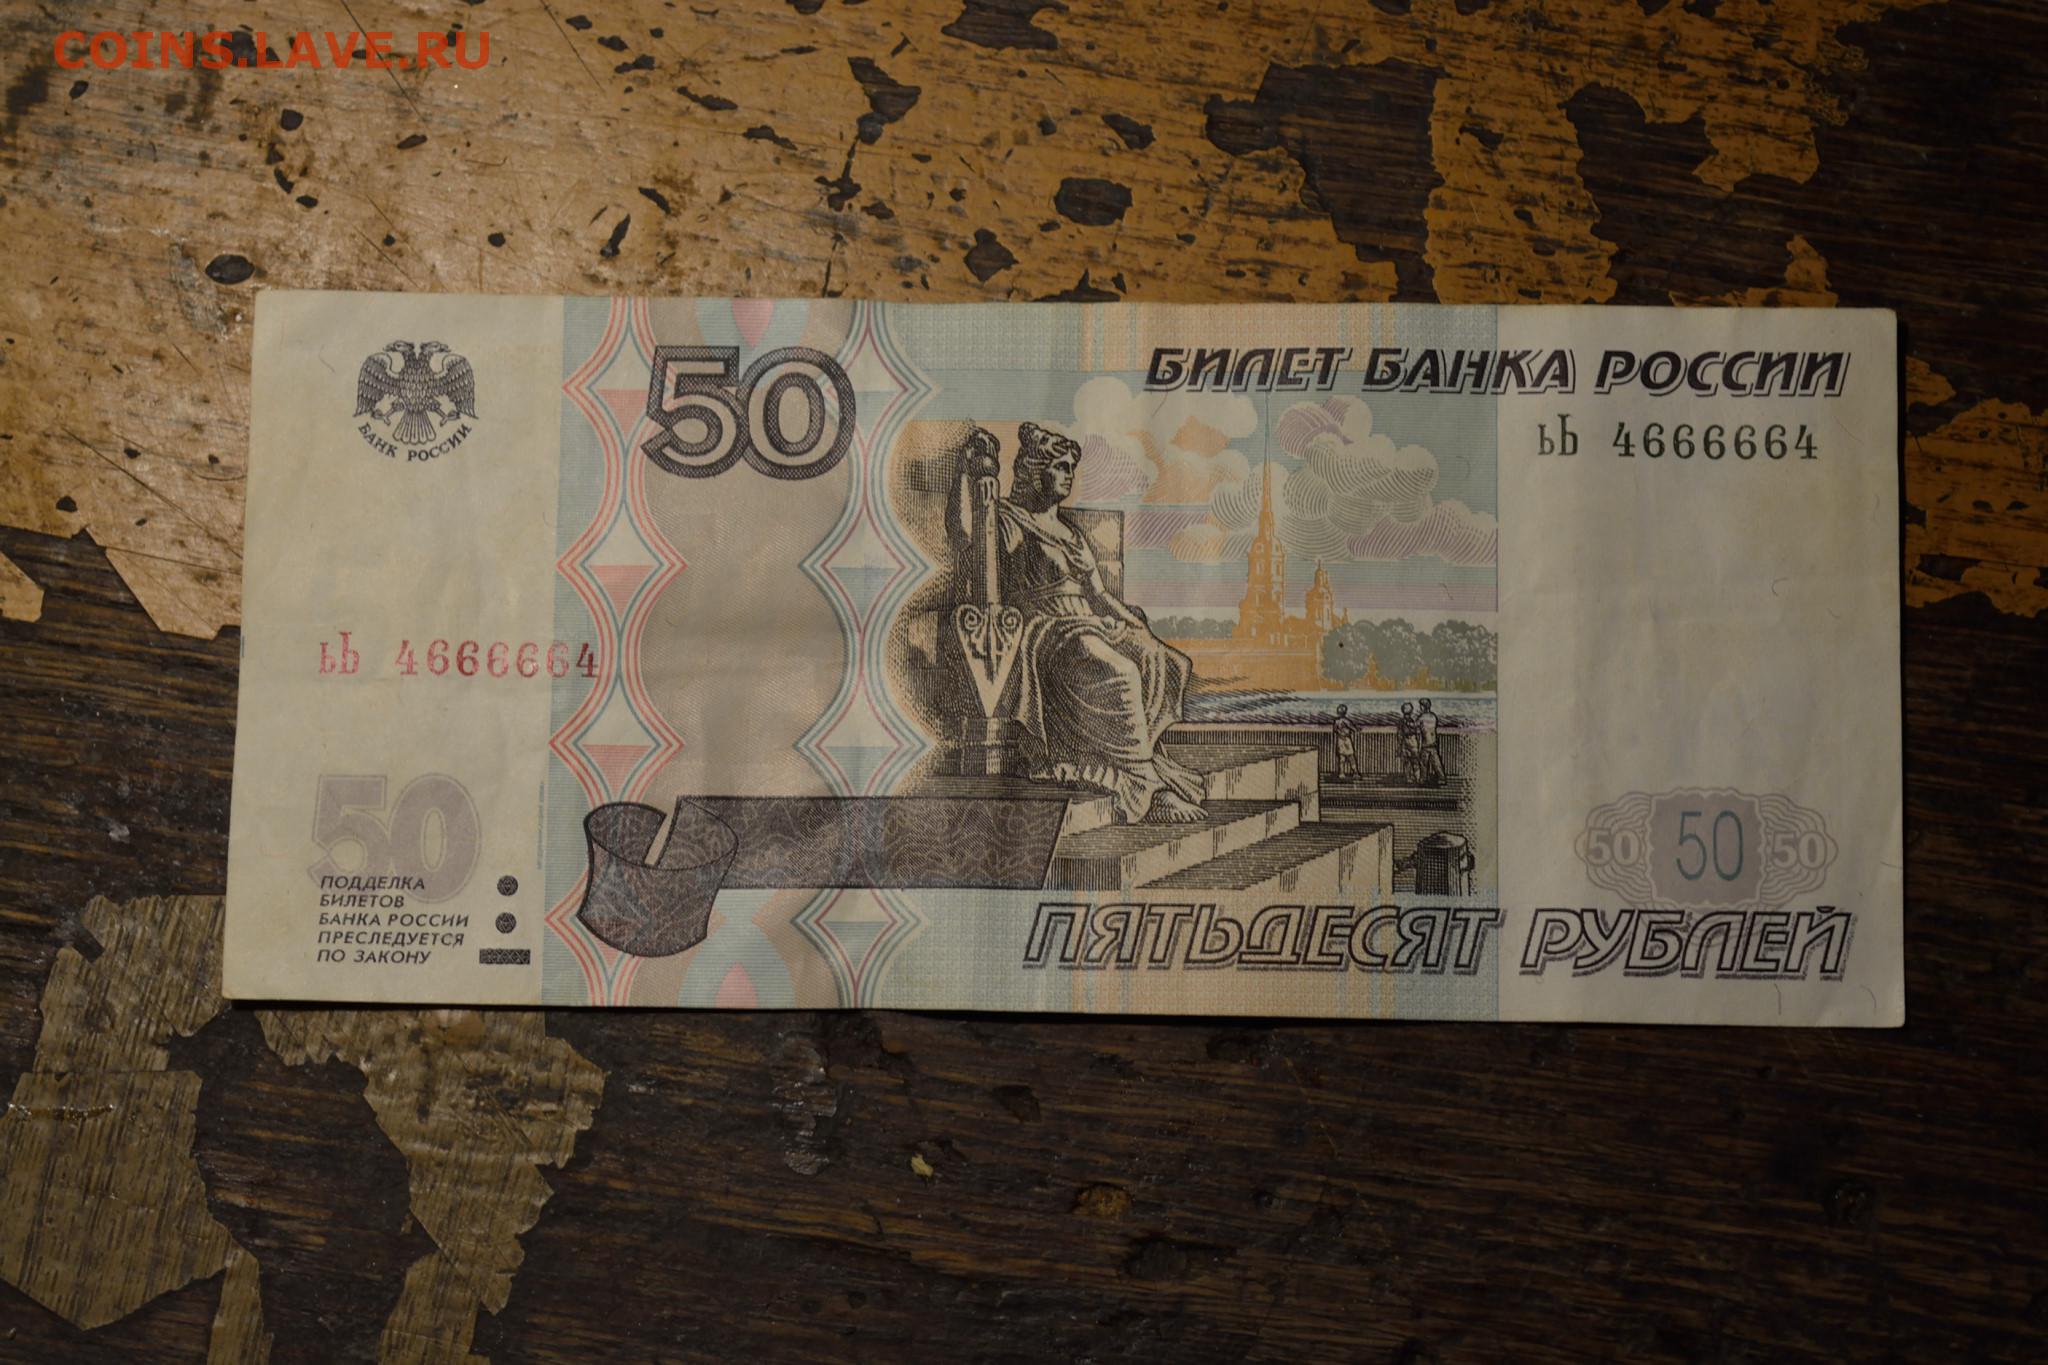 COINS.LAVE.RU
БИЛЕТ БАНКА РОССИИ
50
БАНК РОССИИ
ьЬ 4666664
ьЬ 4666664
50
50 50 50
ПОДДЕЛКА
БИЛЕТОВ
БАНКА РОССИИ
ПРЕСЛЕДУЕТСЯ
ПО ЗАКОНУ
ПЯТЬДЕСЯТ РУБЛЕЙ